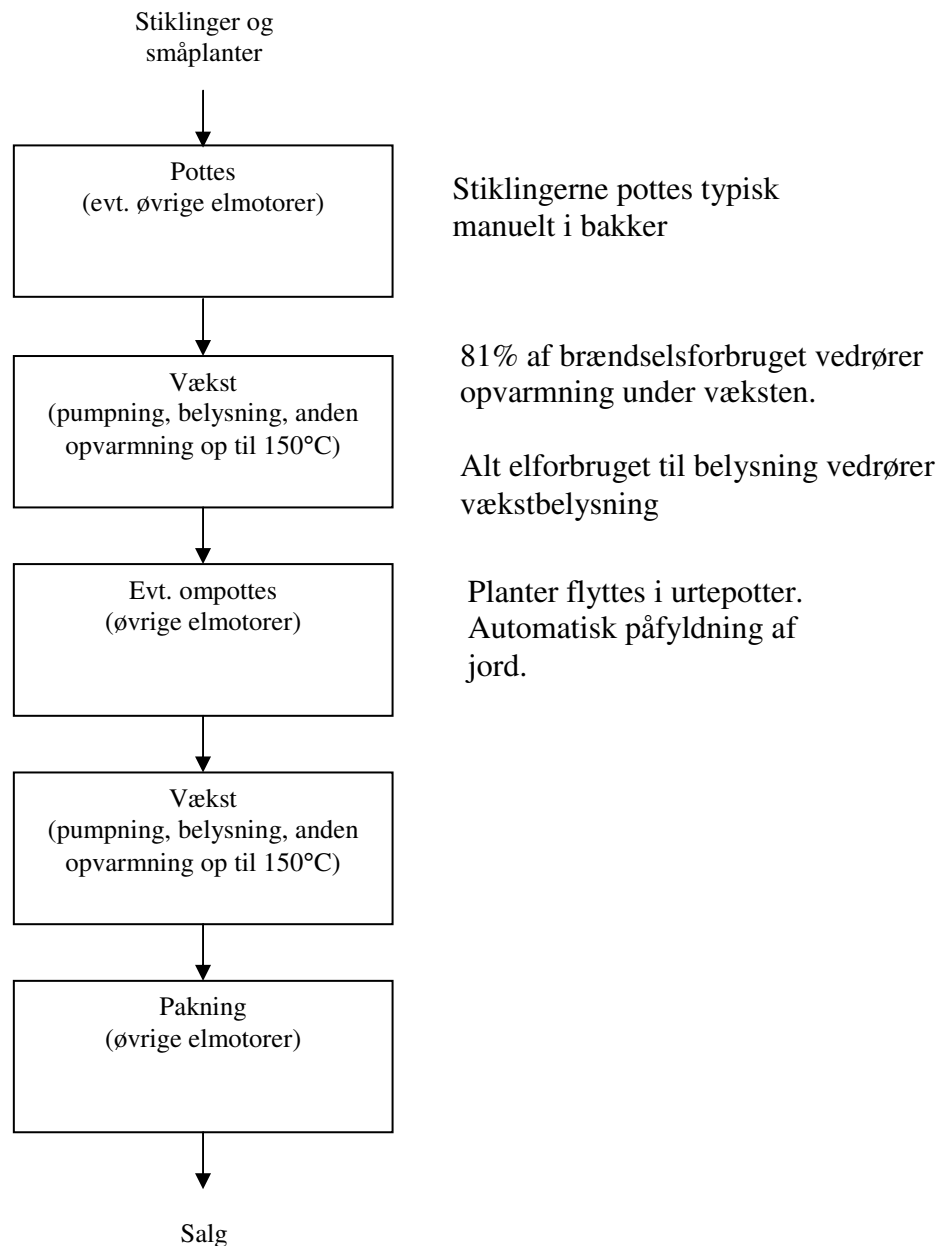 Stiklinger og
småplanter
Pottes
(evt. øvrige elmotorer)
Stiklingerne pottes typisk
manuelt i bakker
Vækst
(pumpning, belysning, anden
opvarmning op til 150°C)
81% af brændselsforbruget vedrører
opvarmning under væksten.
Alt elforbruget til belysning vedrører
vækstbelysning
Evt. ompottes
(øvrige elmotorer)
Planter flyttes i urtepotter.
Automatisk påfyldning af
jord.
Vækst
(pumpning, belysning, anden
opvarmning op til 150°C)
Pakning
(øvrige elmotorer)
Salg